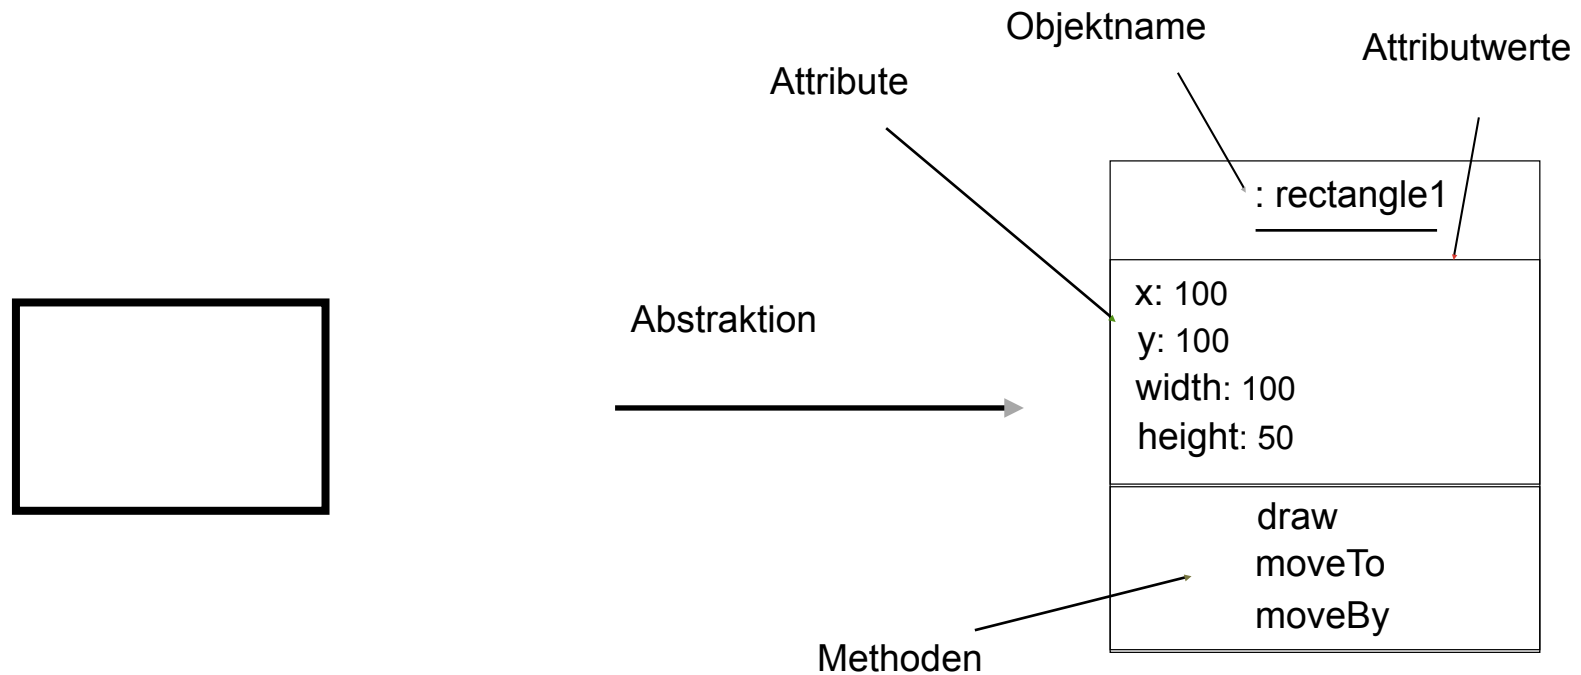 Objektname
Attributwerte
Attribute
: rectangle1
Abstraktion
x: 100
y: 100
width: 100
height: 50
draw
moveTo
moveBy
Methoden